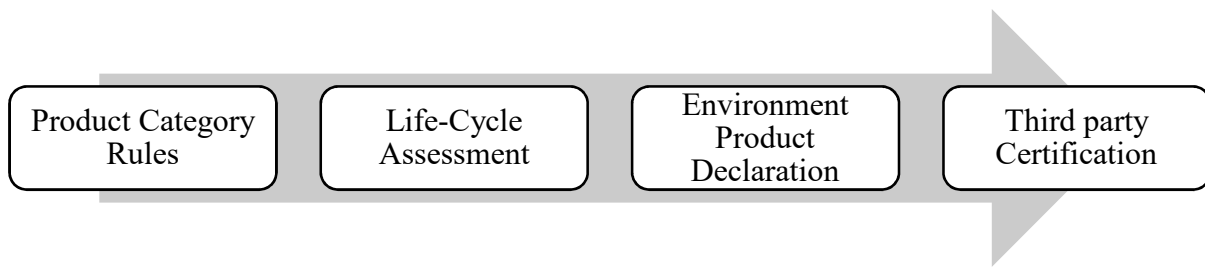 Product Category
Rules
Life-Cycle
Assessment
Environment
Product
Declaration
Third party
Certification